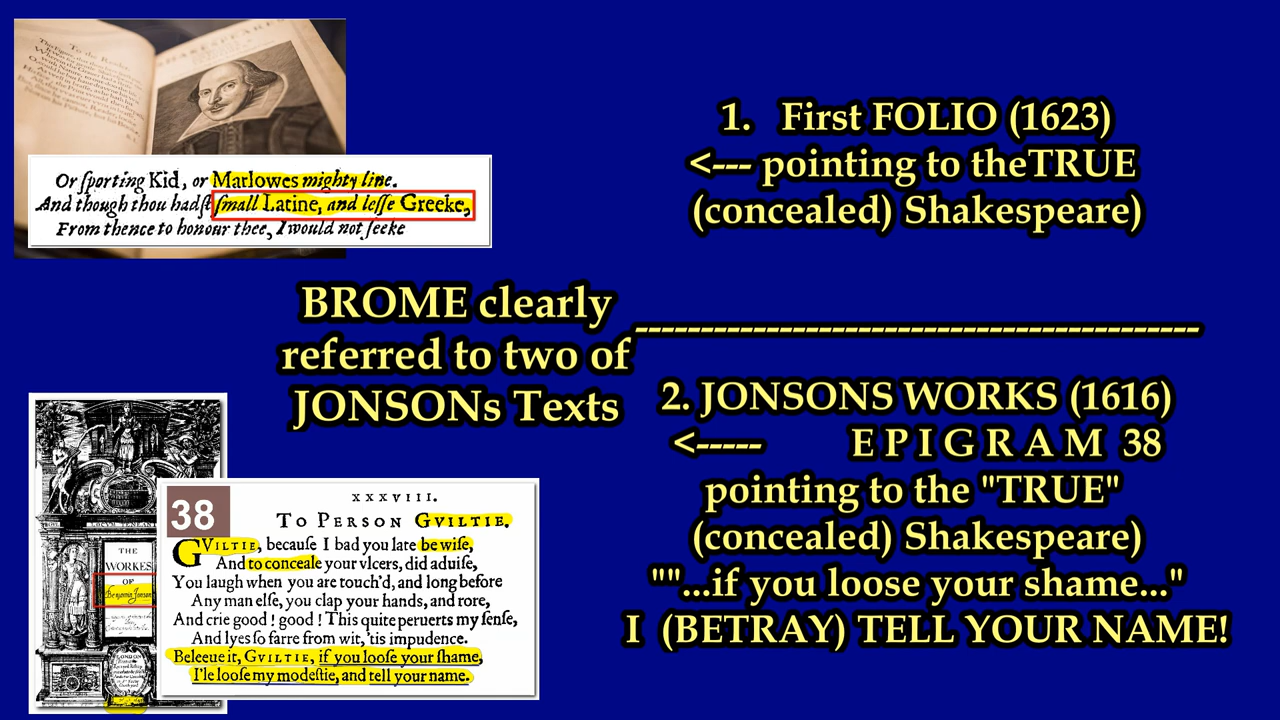 To the Reader.
SHAKESPEARES
Or ſporting Kid, or Marlowes mighty line.
And though thou hadſt ſmall Latine, and leſſe Greeke,
From thence to honour thee, I would not ſeeke
1. First FOLIO (1623)
<--- pointing to theTRUE
(concealed) Shakespeare)
BROME clearly
referred to two of
JONSONs Texts
-------------------------------------------
2. JONSONS WORKS (1616)
<----- E P I G R A M 38
pointing to the "TRUE"
(concealed) Shakespeare)
""...if you loose your shame..."
I (BETRAY) TELL YOUR NAME!
THE
WORKES
OF
Beniamin Jonson
38
XXXVIII.
TO PERSON GVILTIE.
GVILTIE, becauſe I bad you late be wiſe,
And to conceale your vlcers, did aduiſe,
You laugh when you are touch'd, and long before
Any man elſe, you clap your hands, and rore,
And crie good! good! This quite peruerts my ſenſe,
And lyes ſo farre from wit, 'tis impudence.
Beleeue it, GVILTIE, if you looſe your ſhame,
I'le looſe my modeſtie, and tell your name.